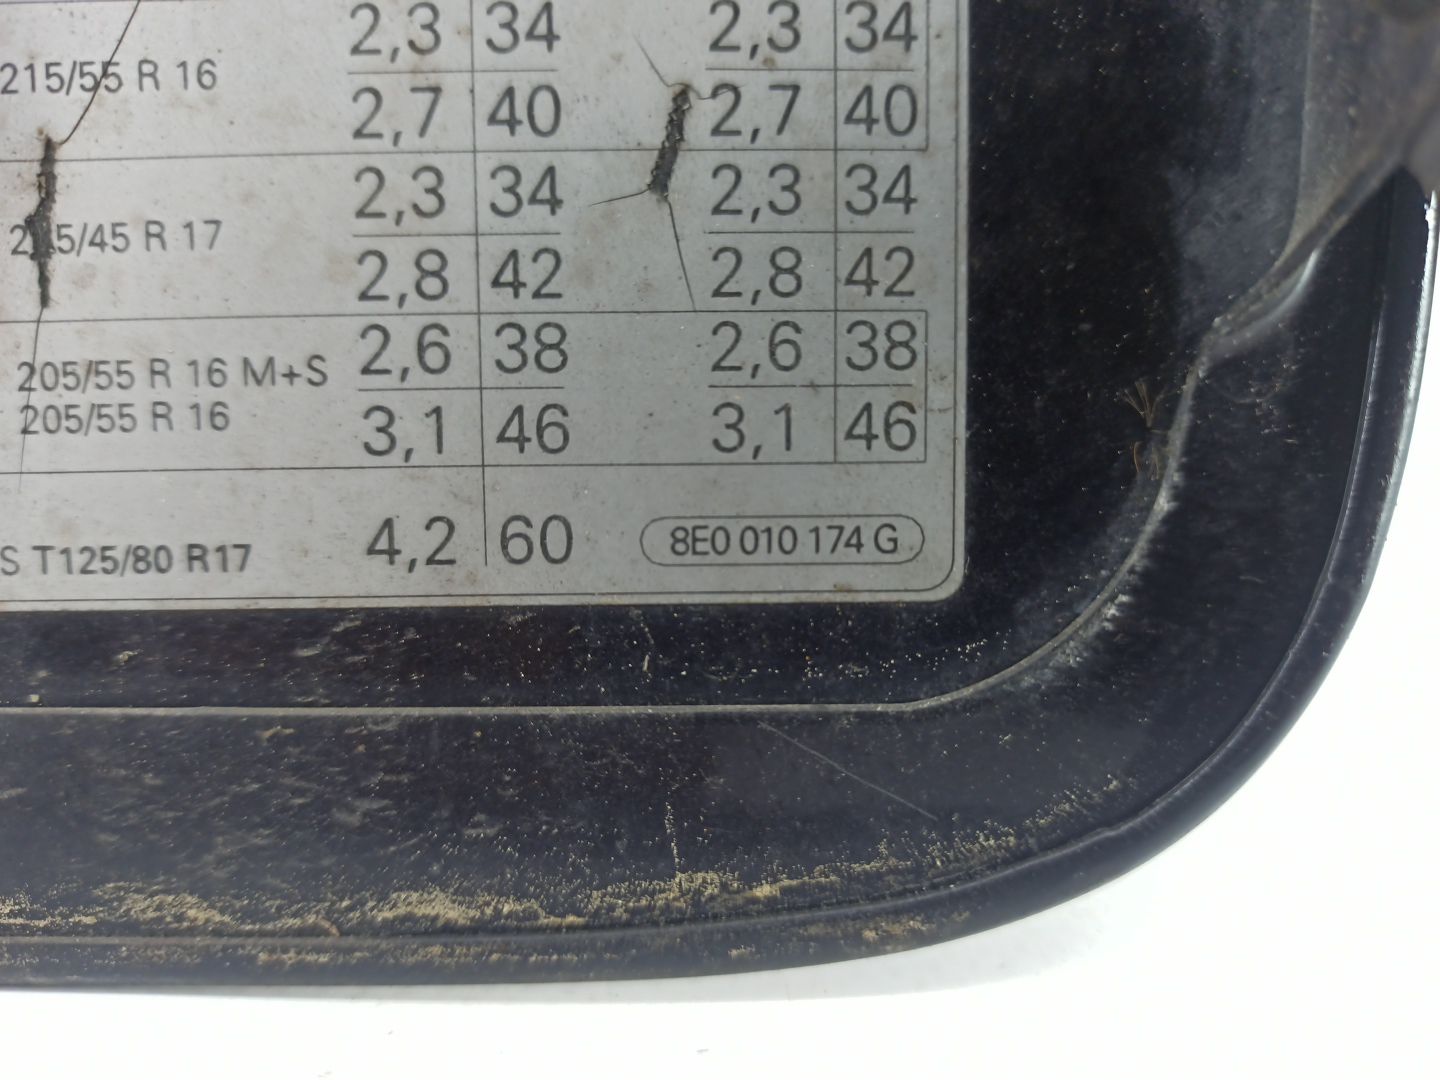 2,3 34 2,3 34
215/55 R 16
2,7 40 2,7 40
2,3 34 2,3 34
R 17
2,8 42 2,8 42
2,6 38 2,6 38
205/55 R 16 M+S
205/55 R 16
3,1 46 3,1 46
S T125/80 R17 4,2 60 8E0 010 174 G